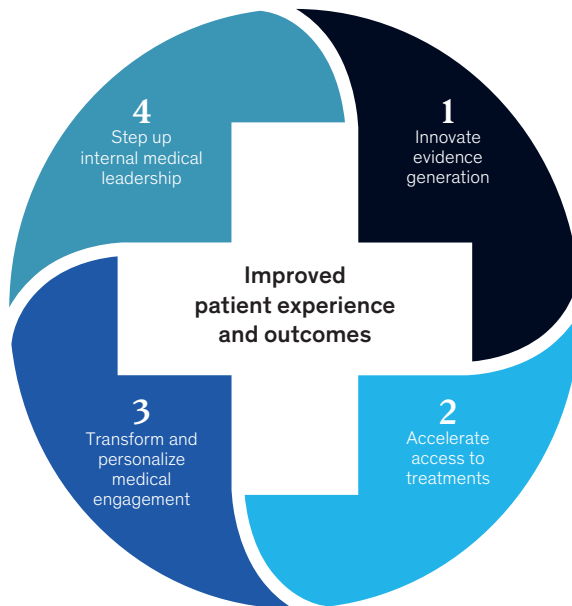 4
Step up
internal medical
leadership
1
Innovate
evidence
generation
Improved
patient experience
and outcomes
3
Transform and
personalize
medical
engagement
2
Accelerate
access to
treatments